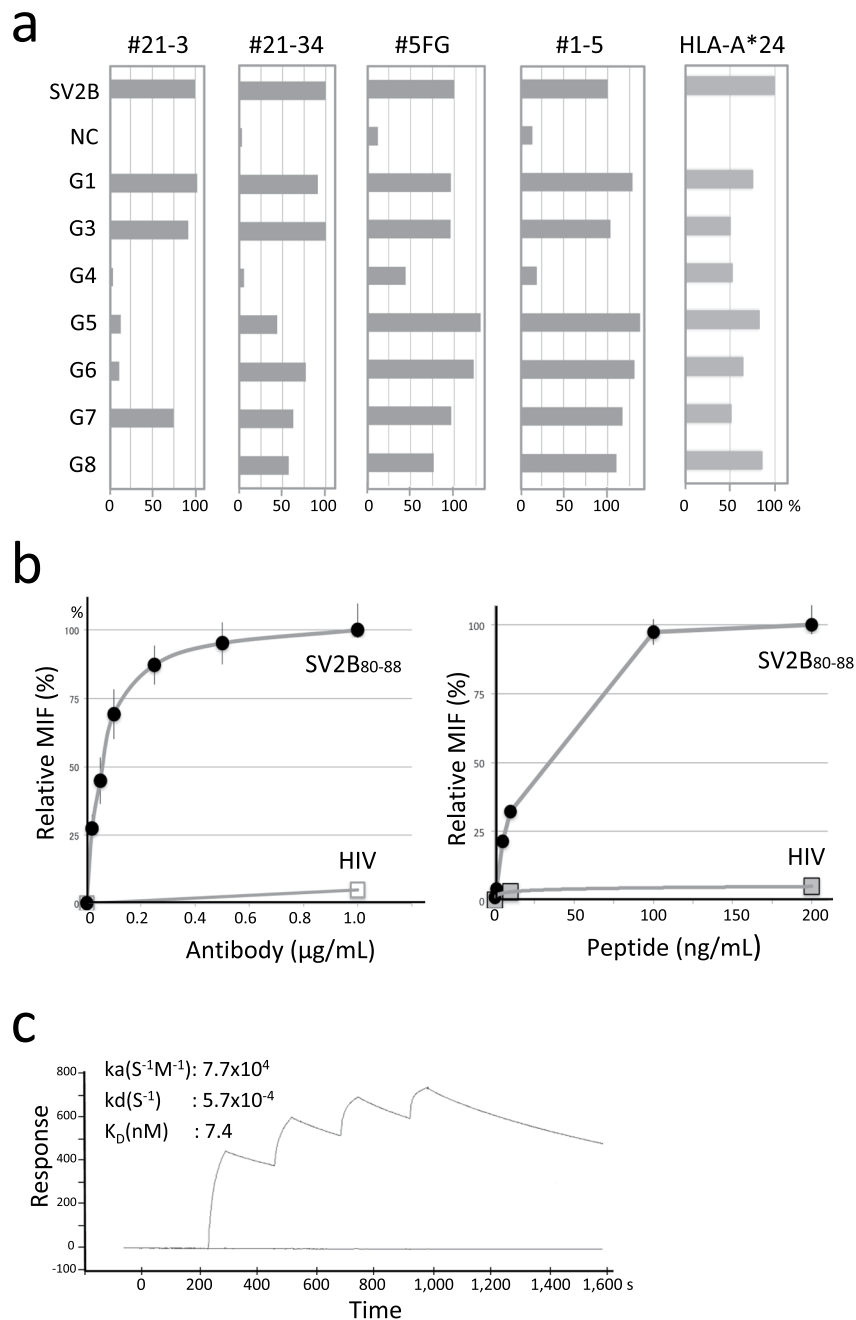 a
#21-3 #21-34 #5FG #1-5 HLA-A*24
SV2B
NC
G1
G3
G4
G5
G6
G7
G8
0 50 100 0 50 100 0 50 100 0 50 100 0 50 100 %
b
%
100
75
50
25
0
Relative MIF (%)
SV2B80-88
HIV
0 0.2 0.4 0.6 0.8 1.0
Antibody (µg/mL)
100
75
50
25
0
Relative MIF (%)
SV2B80-88
HIV
0 50 100 150 200
Peptide (ng/mL)
c
ka(S-1M-1): 7.7x104
kd(S-1) : 5.7x10-4
KD(nM) : 7.4
800
600
400
200
0
-100
Response
0 200 400 600 800 1,000 1,200 1,400 1,600 s
Time